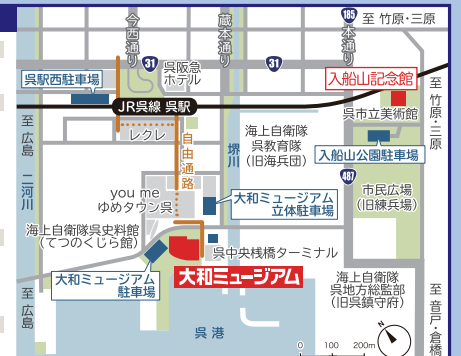 今西通り
蔵本通り
185
本通り
至 竹原・三原
31
31
呉阪急
ホテル
呉駅西駐車場
入船山記念館
JR呉線 呉駅
呉市立美術館
至 竹原・三原
至 広島
レクレ
自由通路
海上自衛隊
呉教育隊
(旧海兵団)
堺川
入船山公園駐車場
487
二河川
you me
ゆめタウン呉
大和ミュージアム
立体駐車場
市民広場
(旧練兵場)
海上自衛隊呉史料館
(てつのくじら館)
呉中央桟橋ターミナル
大和ミュージアム
大和ミュージアム
駐車場
海上自衛隊
呉地方総監部
(旧呉鎮守府)
至 広島
至 音戸・倉橋
呉 港
N
0 100 200m